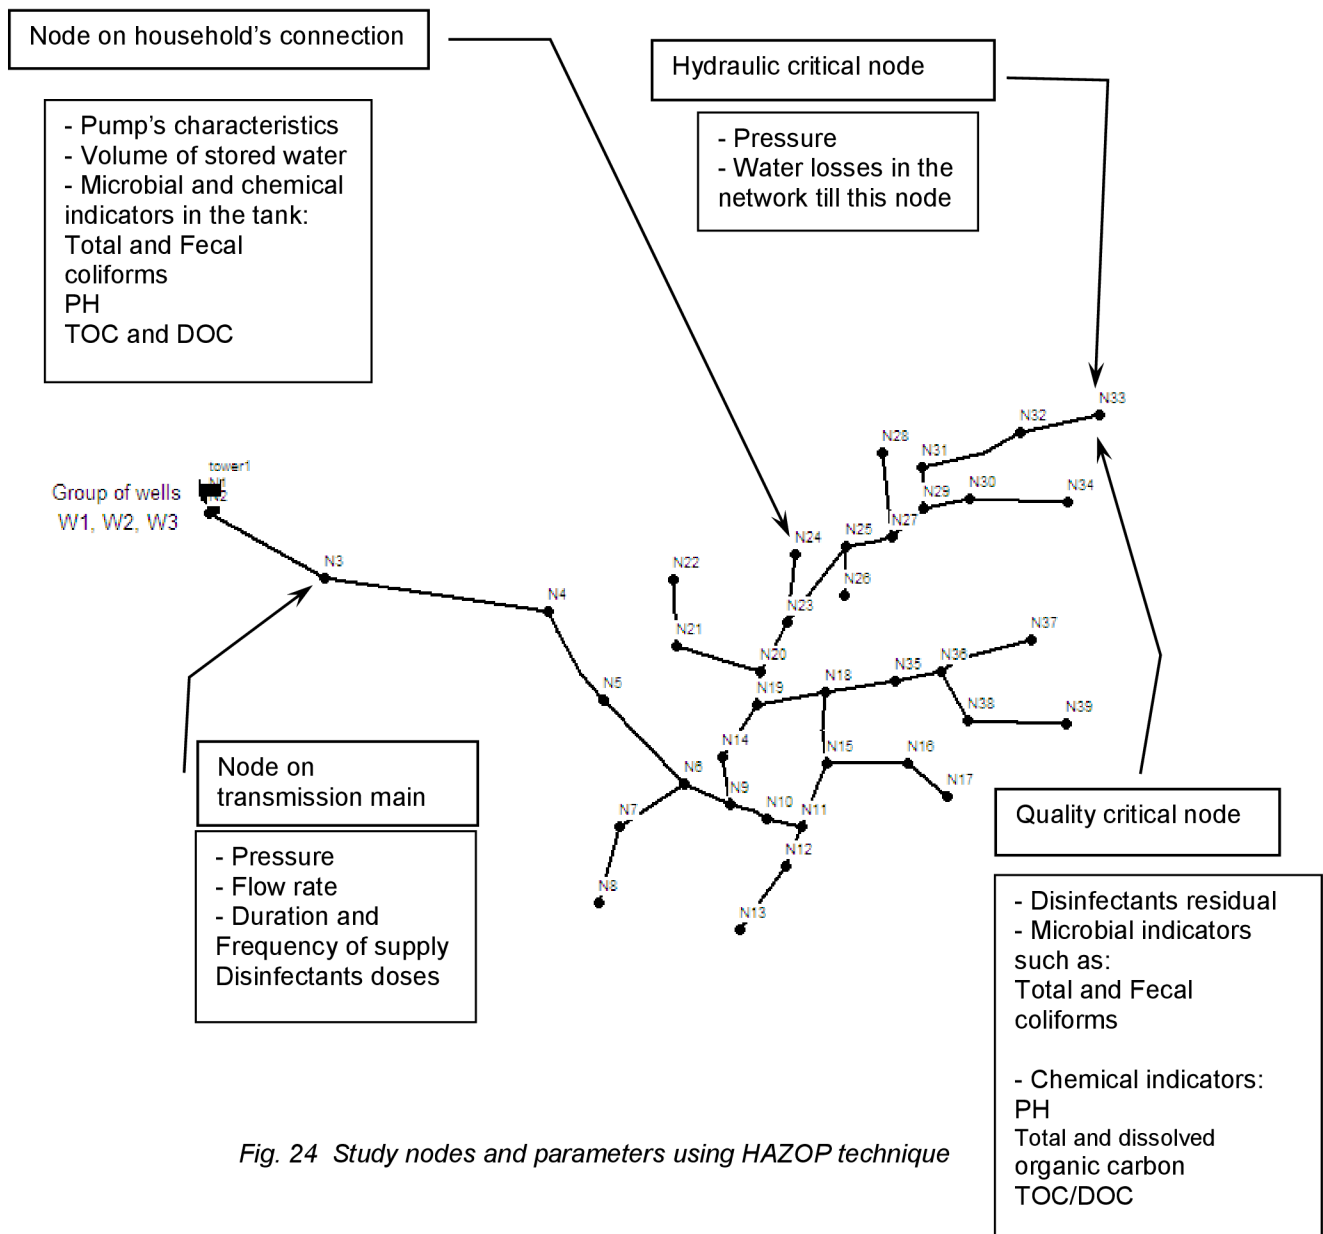 Node on household's connection
- Pump's characteristics
- Volume of stored water
- Microbial and chemical
indicators in the tank:
Total and Fecal
coliforms
PH
TOC and DOC
Hydraulic critical node
- Pressure
- Water losses in the
network till this node
tower1
N1
N2
Group of wells
W1, W2, W3
N3
N4
N5
N6
N7
N8
N9
N10
N11
N12
N13
N14
N15
N16
N17
N18
N19
N20
N21
N22
N23
N24
N25
N26
N27
N28
N29
N30
N31
N32
N33
N34
N35
N36
N37
N38
N39
Node on
transmission main
- Pressure
- Flow rate
- Duration and
Frequency of supply
Disinfectants doses
Quality critical node
- Disinfectants residual
- Microbial indicators
such as:
Total and Fecal
coliforms
- Chemical indicators:
PH
Total and dissolved
organic carbon
TOC/DOC
Fig. 24 Study nodes and parameters using HAZOP technique